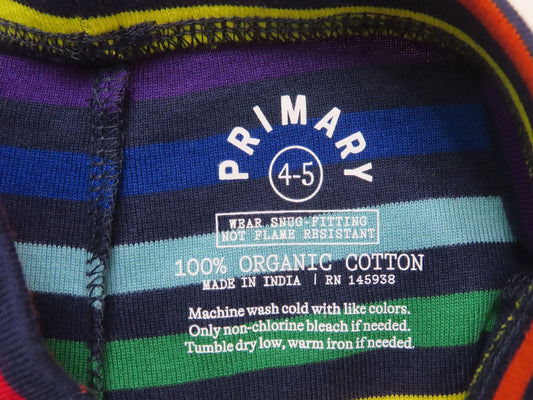 PRIMARY
4-5
WEAR SNUG-FITTING
NOT FLAME RESISTANT
100% ORGANIC COTTON
MADE IN INDIA | RN 145938
Machine wash cold with like colors.
Only non-chlorine bleach if needed.
Tumble dry low, warm iron if needed.